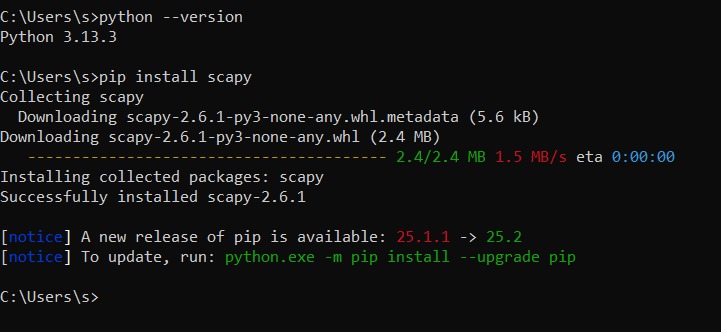 C:\Users\s>python --version
Python 3.13.3
C:\Users\s>pip install scapy
Collecting scapy
  Downloading scapy-2.6.1-py3-none-any.whl.metadata (5.6 kB)
Downloading scapy-2.6.1-py3-none-any.whl (2.4 MB)
   ---------------------------------------- 2.4/2.4 MB 1.5 MB/s eta 0:00:00
Installing collected packages: scapy
Successfully installed scapy-2.6.1
[notice] A new release of pip is available: 25.1.1 -> 25.2
[notice] To update, run: python.exe -m pip install --upgrade pip
C:\Users\s>